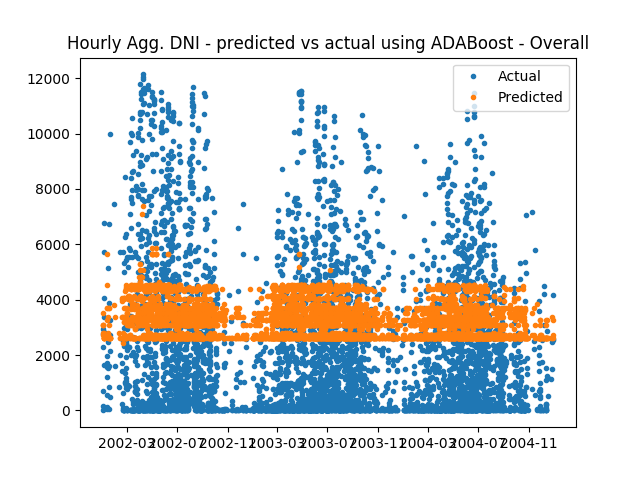 Hourly Agg. DNI - predicted vs actual using ADABoost - Overall
Actual
Predicted
12000
10000
8000
6000
4000
2000
0
2002-03 2002-07 2002-11 2003-03 2003-07 2003-11 2004-03 2004-07 2004-11